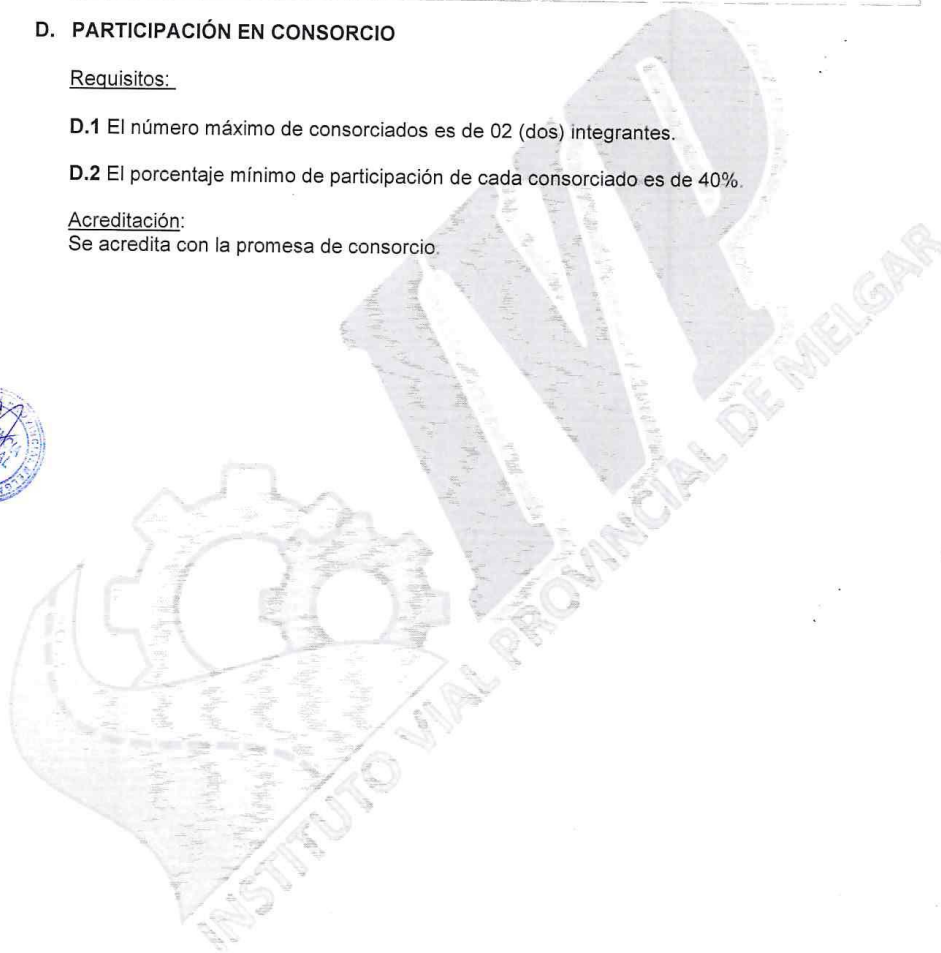 D. PARTICIPACIÓN EN CONSORCIO
Requisitos:
D.1 El número máximo de consorciados es de 02 (dos) integrantes.
D.2 El porcentaje mínimo de participación de cada consorciado es de 40%.
Acreditación:
Se acredita con la promesa de consorcio.
IVP
INSTITUTO VIAL PROVINCIAL DE MELGAR